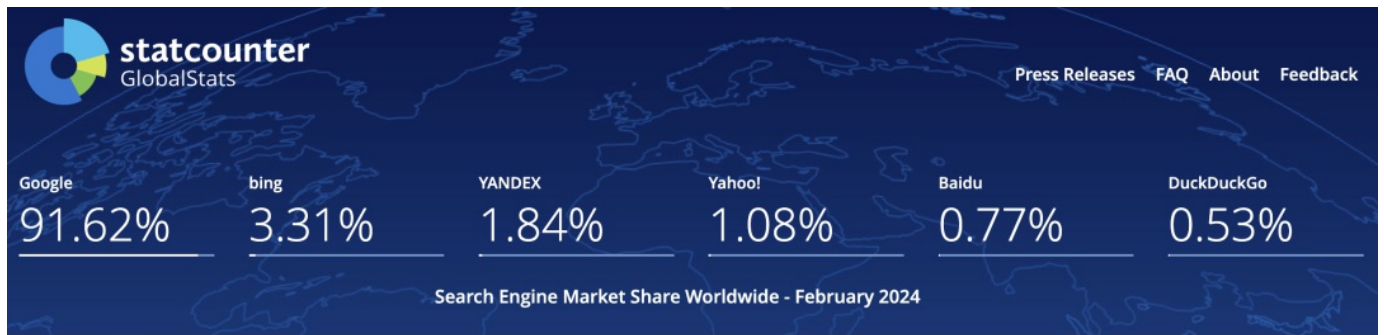 statcounter
GlobalStats
Press Releases FAQ About Feedback
Google bing YANDEX Yahoo! Baidu DuckDuckGo
91.62% 3.31% 1.84% 1.08% 0.77% 0.53%
Search Engine Market Share Worldwide - February 2024